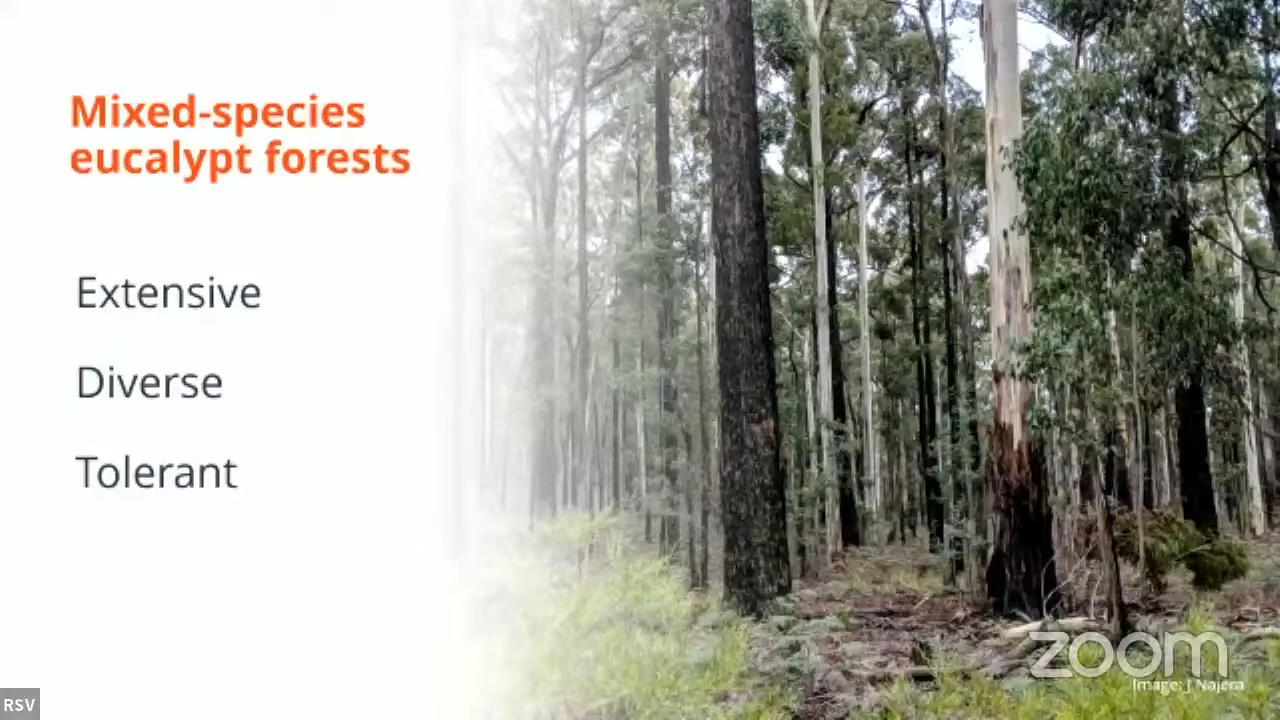 Mixed-species
eucalypt forests
Extensive
Diverse
Tolerant
zoom
Image: J Najera
RSV